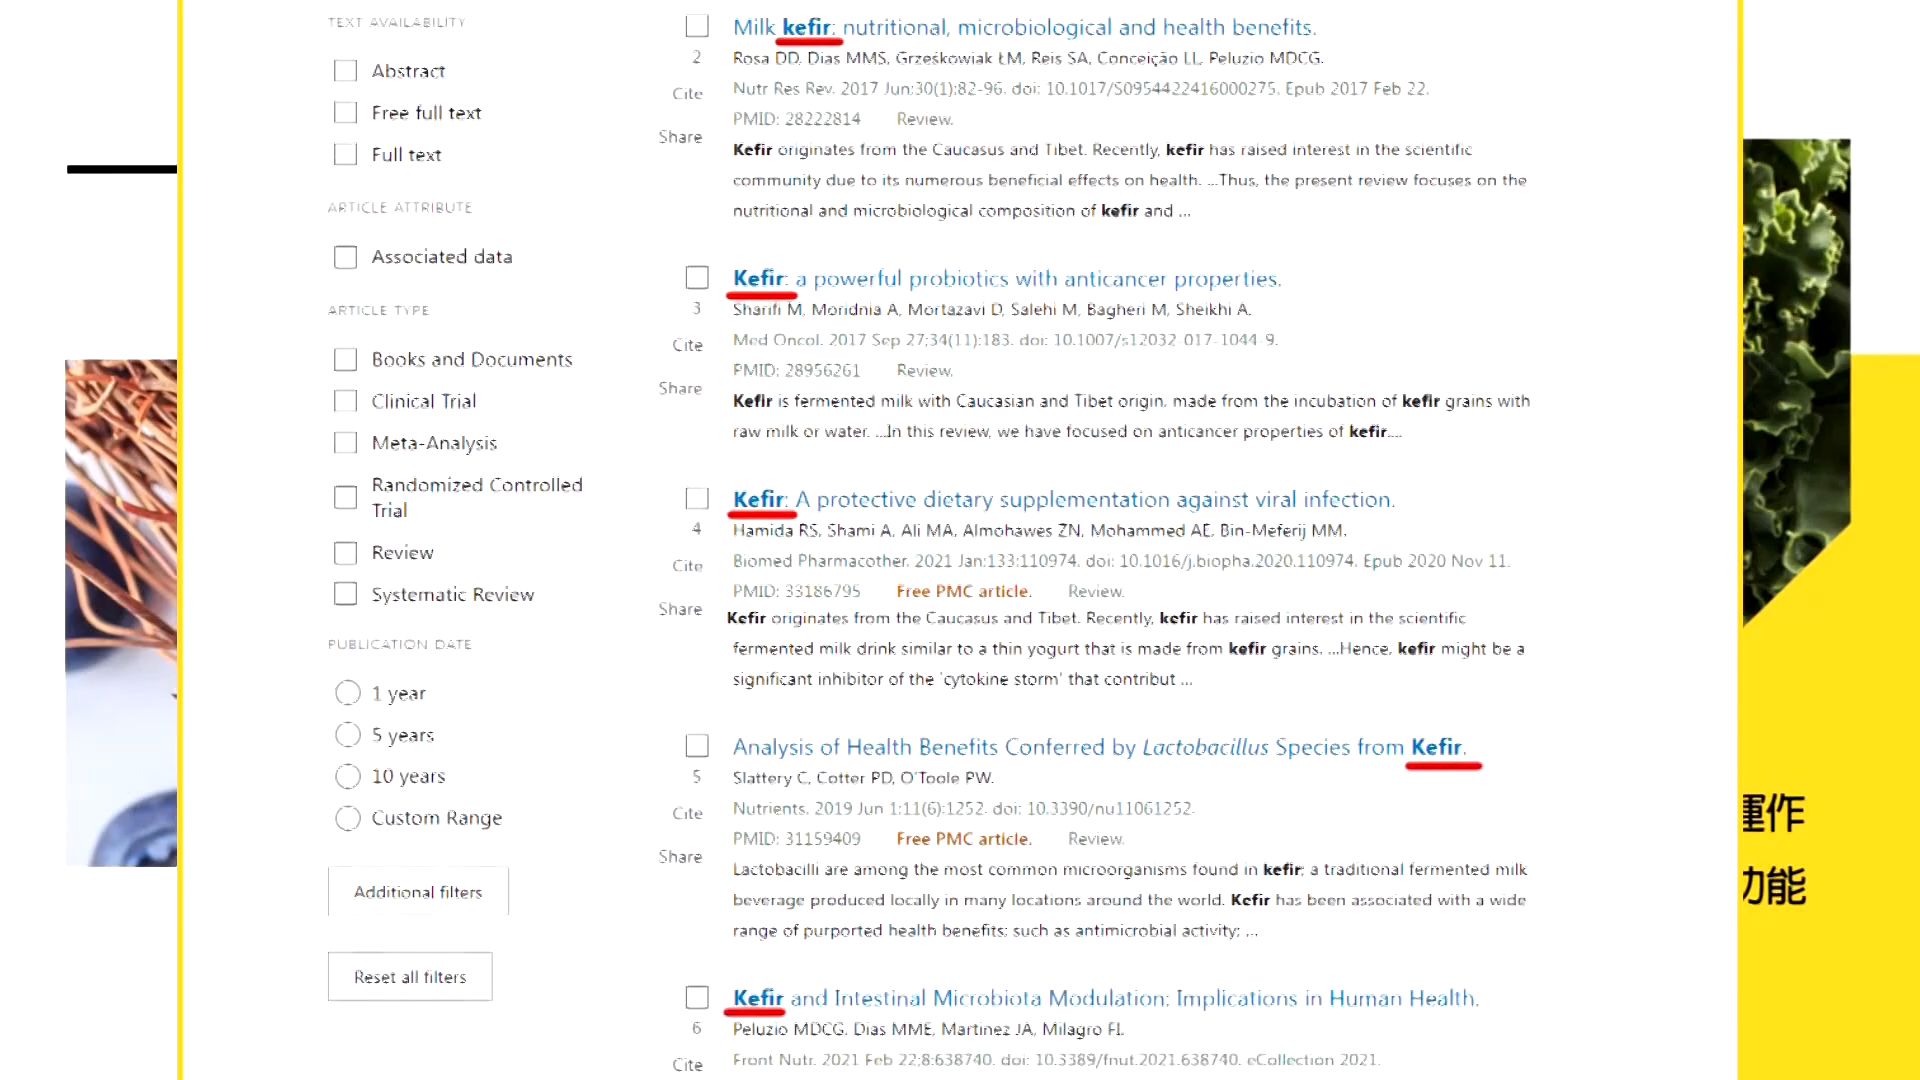 TEXT AVAILABILITY
Abstract
Free full text
Full text
ARTICLE ATTRIBUTE
Associated data
ARTICLE TYPE
Books and Documents
Clinical Trial
Meta-Analysis
Randomized Controlled
Trial
Review
Systematic Review
PUBLICATION DATE
1 year
5 years
10 years
Custom Range
Additional filters
Reset all filters
Milk kefir: nutritional, microbiological and health benefits.
2
Rosa DD, Dias MMS, Grześkowiak ŁM, Reis SA, Conceição LL, Peluzio MDCG.
Cite
Nutr Res Rev. 2017 Jun;30(1):82-96. doi: 10.1017/S0954422416000275. Epub 2017 Feb 22.
PMID: 28222814 Review.
Share
Kefir originates from the Caucasus and Tibet. Recently, kefir has raised interest in the scientific
community due to its numerous beneficial effects on health. ...Thus, the present review focuses on the
nutritional and microbiological composition of kefir and ...
Kefir: a powerful probiotics with anticancer properties.
3
Sharifi M, Moridnia A, Mortazavi D, Salehi M, Bagheri M, Sheikhi A.
Cite
Med Oncol. 2017 Sep 27;34(11):183. doi: 10.1007/s12032-017-1044-9.
PMID: 28956261 Review.
Share
Kefir is fermented milk with Caucasian and Tibet origin, made from the incubation of kefir grains with
raw milk or water. ...In this review, we have focused on anticancer properties of kefir....
Kefir: A protective dietary supplementation against viral infection.
4
Hamida RS, Shami A, Ali MA, Almohawes ZN, Mohammed AE, Bin-Meferij MM.
Cite
Biomed Pharmacother. 2021 Jan;133:110974. doi: 10.1016/j.biopha.2020.110974. Epub 2020 Nov 11.
PMID: 33186795 Free PMC article. Review.
Share
Kefir originates from the Caucasus and Tibet. Recently, kefir has raised interest in the scientific
fermented milk drink similar to a thin yogurt that is made from kefir grains. ...Hence, kefir might be a
significant inhibitor of the 'cytokine storm' that contribut ...
Analysis of Health Benefits Conferred by Lactobacillus Species from Kefir.
5
Slattery C, Cotter PD, O'Toole PW.
Cite
Nutrients. 2019 Jun 1;11(6):1252. doi: 10.3390/nu11061252.
PMID: 31159409 Free PMC article. Review.
Share
Lactobacilli are among the most common microorganisms found in kefir; a traditional fermented milk
beverage produced locally in many locations around the world. Kefir has been associated with a wide
range of purported health benefits; such as antimicrobial activity; ...
Kefir and Intestinal Microbiota Modulation: Implications in Human Health.
6
Peluzio MDCG, Dias MME, Martinez JA, Milagro FI.
Cite
Front Nutr. 2021 Feb 22;8:638740. doi: 10.3389/fnut.2021.638740. eCollection 2021.
運作
功能